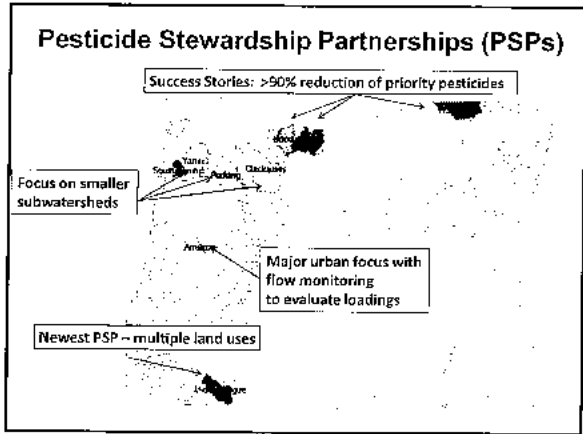 Pesticide Stewardship Partnerships (PSPs)
Success Stories: >90% reduction of priority pesticides
Hood
Yamhill
Pudding
Clackamas
Focus on smaller
subwatersheds
Amazon
Major urban focus with
flow monitoring
to evaluate loadings
Newest PSP – multiple land uses